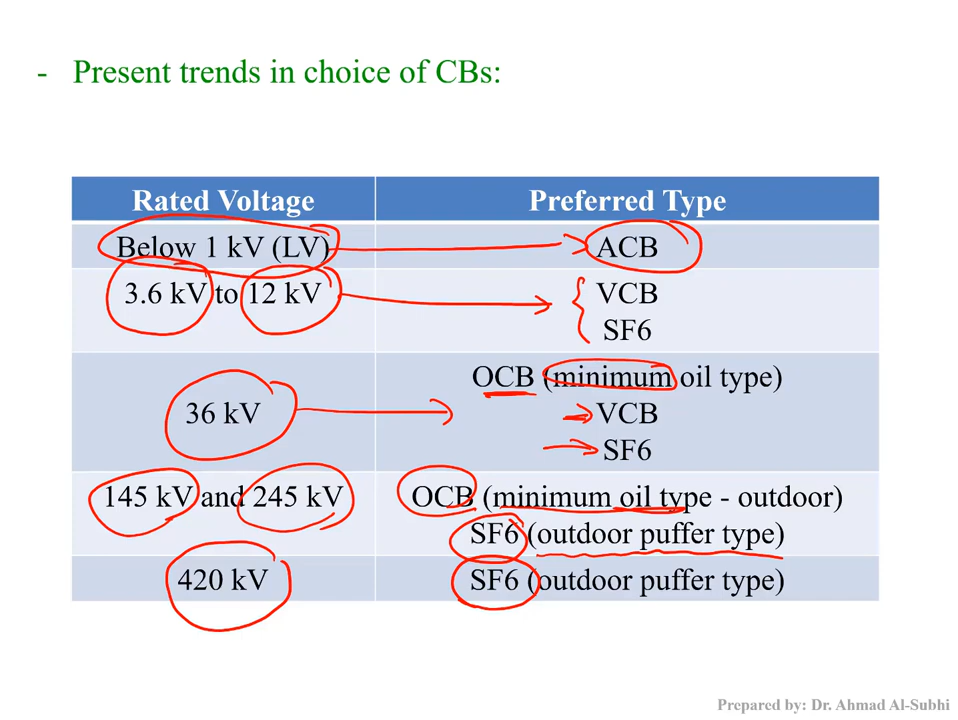 - Present trends in choice of CBs:
Rated Voltage Preferred Type
Below 1 kV (LV) ACB
3.6 kV to 12 kV VCB
SF6
OCB (minimum oil type)
36 kV VCB
SF6
145 kV and 245 kV OCB (minimum oil type - outdoor)
SF6 (outdoor puffer type)
420 kV SF6 (outdoor puffer type)
Prepared by: Dr. Ahmad Al-Subhi